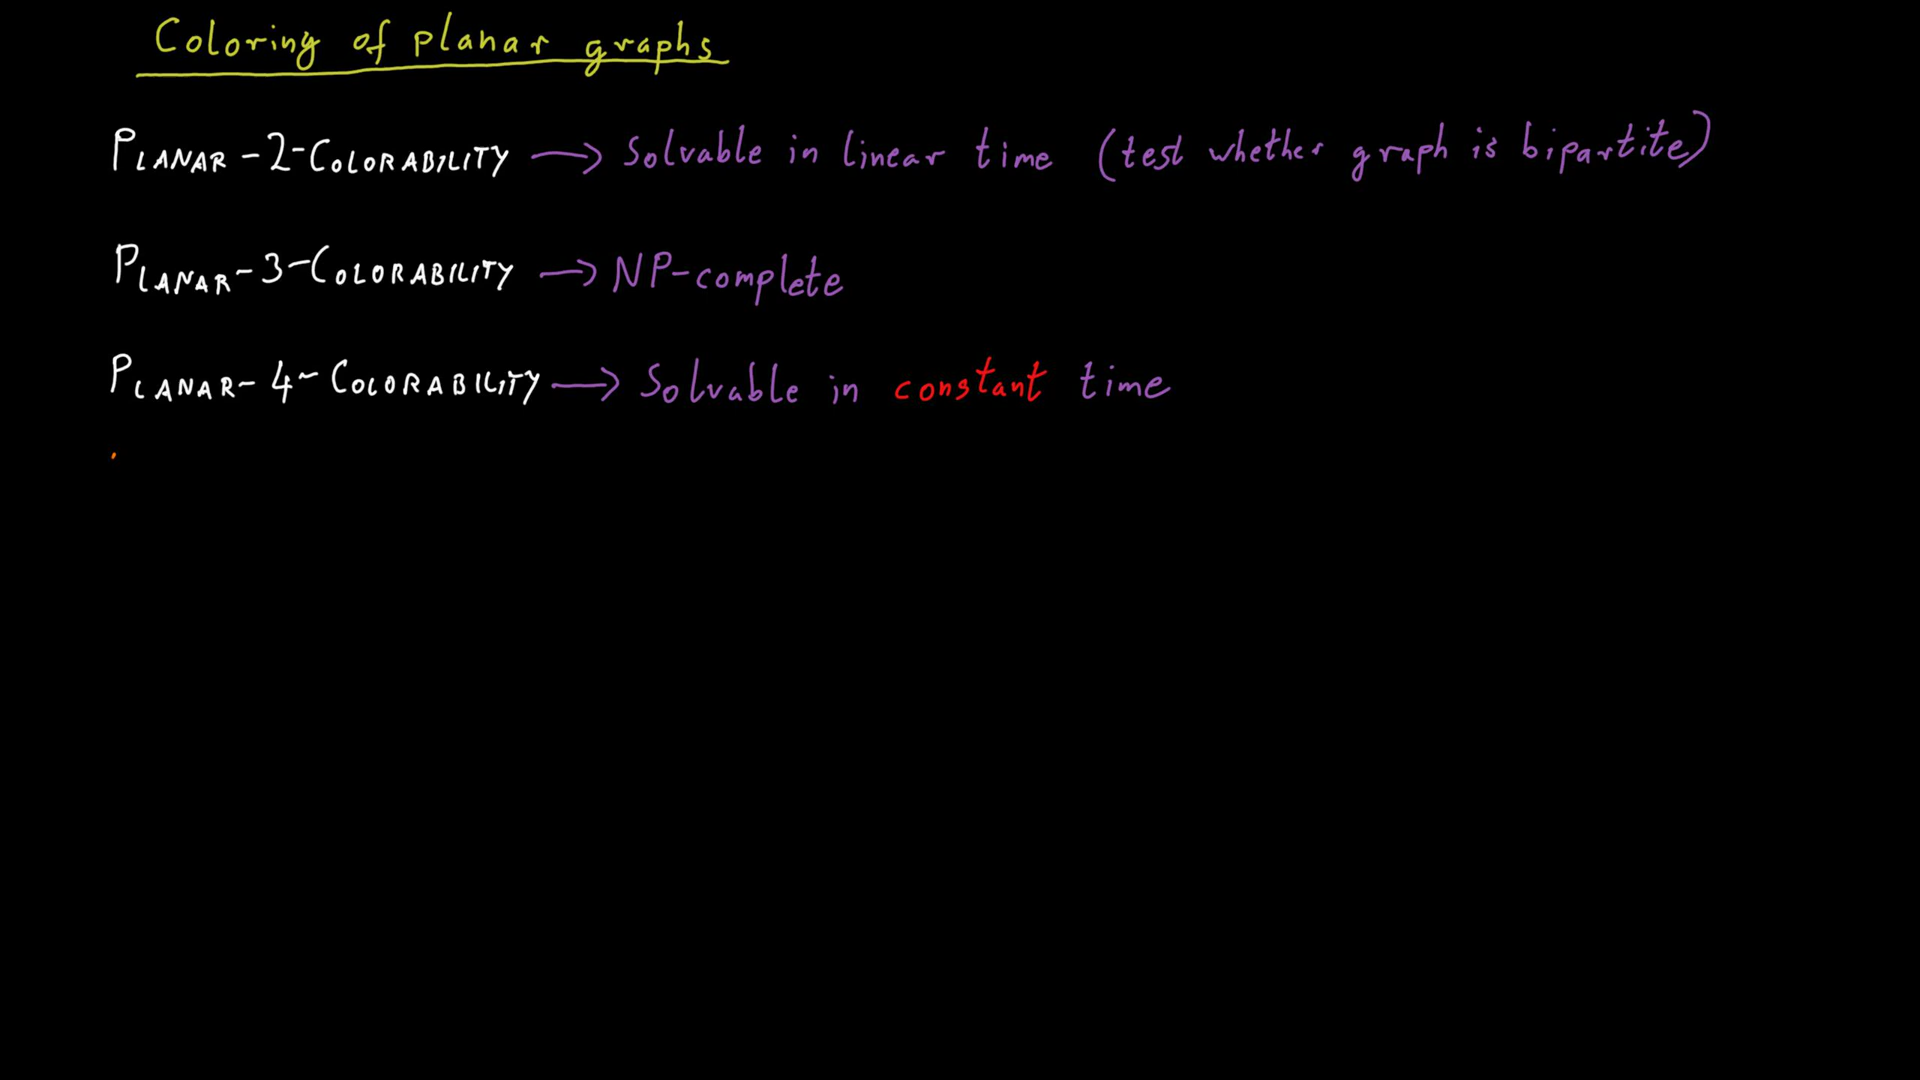 Coloring of planar graphs
PLANAR-2-COLORABILITY → Solvable in linear time (test whether graph is bipartite)
PLANAR-3-COLORABILITY → NP-complete
PLANAR-4-COLORABILITY → Solvable in constant time